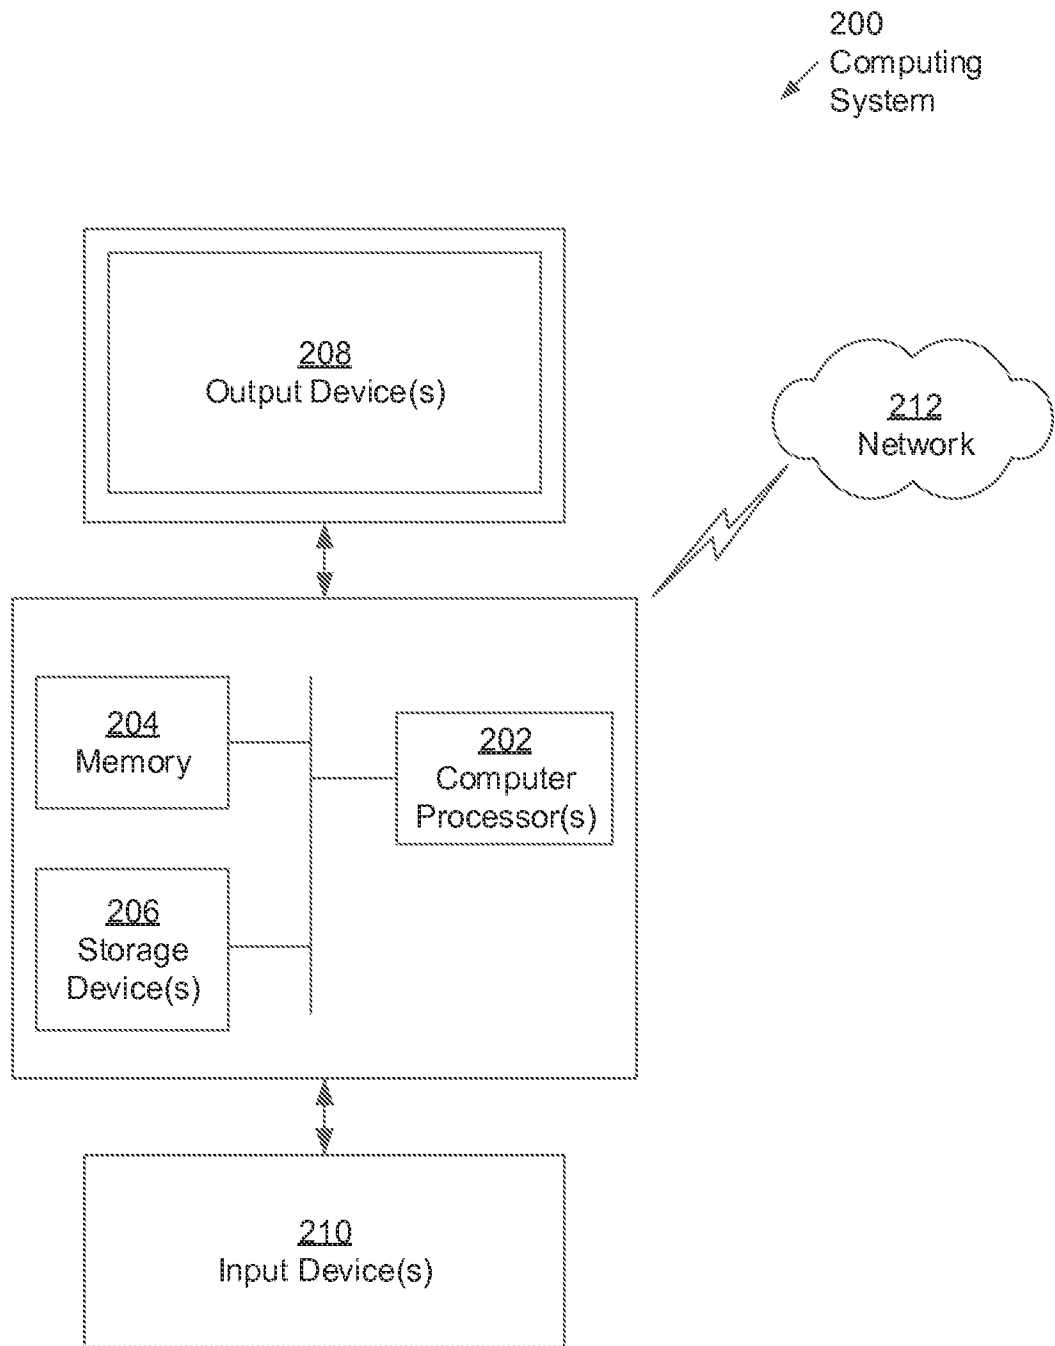 200
Computing
System
208
Output Device(s)
212
Network
204
Memory
202
Computer
Processor(s)
206
Storage
Device(s)
210
Input Device(s)